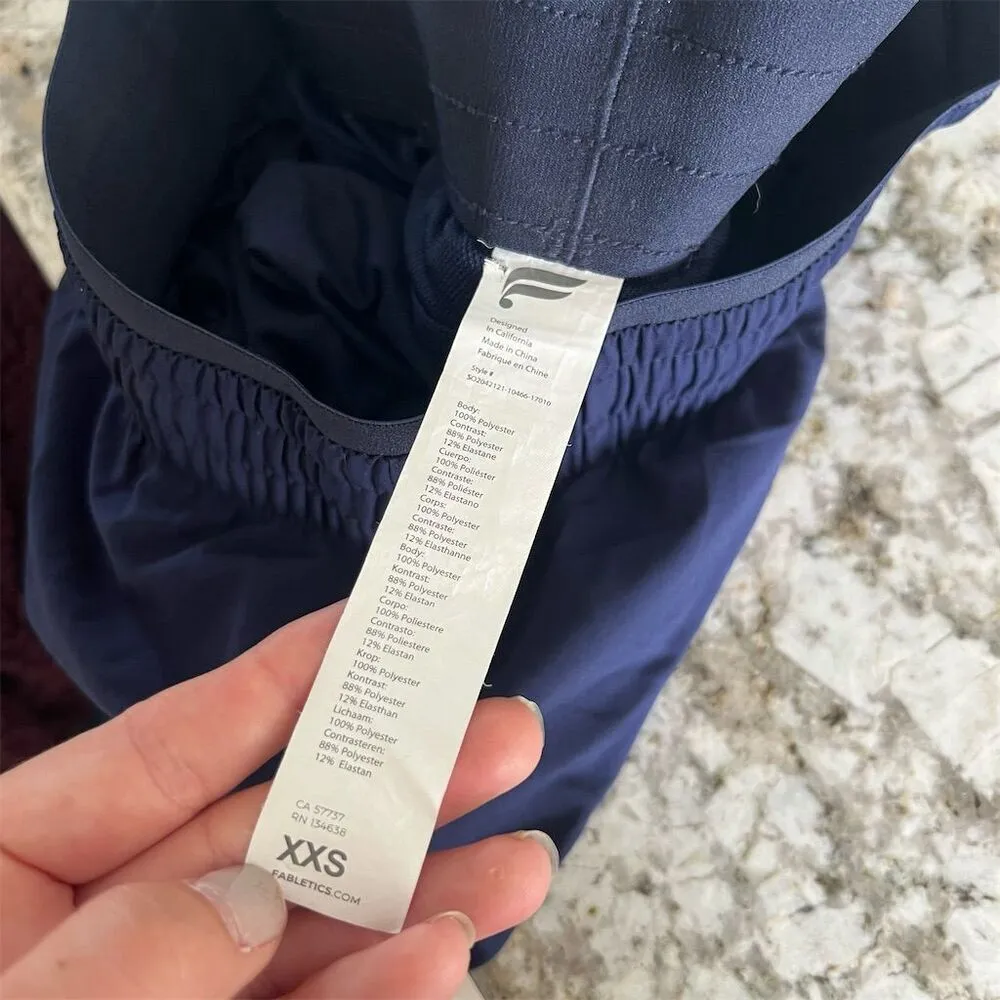 Designed
In California
Made in China
Fabriqué en Chine
Style #
SO2042121-10466-17010
Body:
100% Polyester
Contrast:
88% Polyester
12% Elastane
Cuerpo:
100% Poliéster
Contraste:
88% Poliéster
12% Elastano
Corps:
100% Polyester
Contraste:
88% Polyester
12% Elasthanne
Body:
100% Polyester
Kontrast:
88% Polyester
12% Elastan
Corpo:
100% Poliestere
Contrasto:
88% Poliestere
12% Elastan
Krop:
100% Polyester
Kontrast:
88% Polyester
12% Elasthan
Lichaam:
100% Polyester
Contrasteren:
88% Polyester
12% Elastan
CA 57737
RN 134638
XXS
FABLETICS.COM